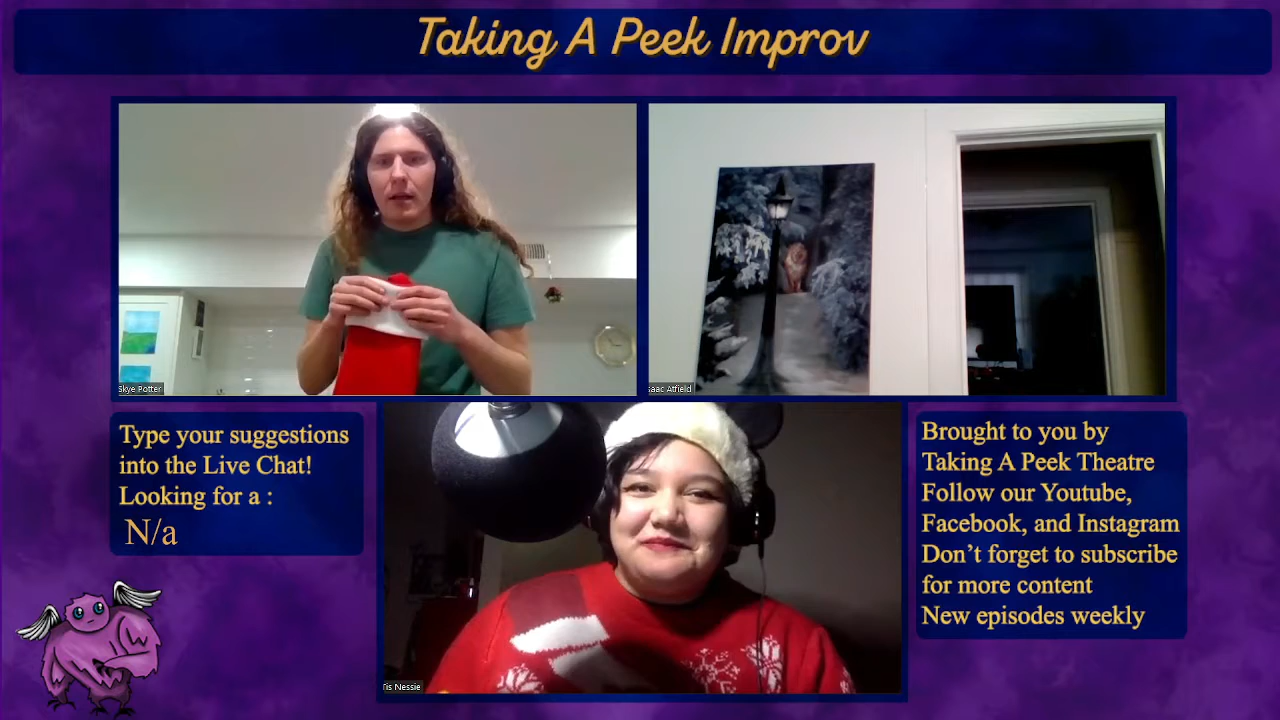 Taking A Peek Improv
Skye Potter
saac Atfield
Type your suggestions
into the Live Chat!
Looking for a :
N/a
Brought to you by
Taking A Peek Theatre
Follow our Youtube,
Facebook, and Instagram
Don't forget to subscribe
for more content
New episodes weekly
Tis Nessie